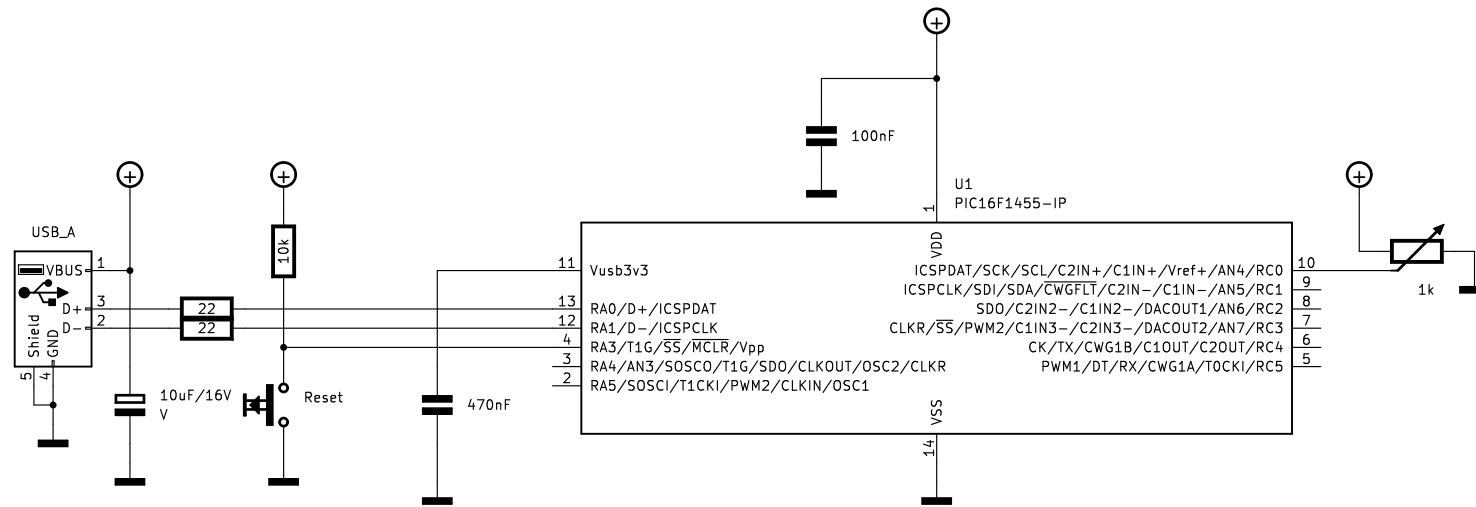 100nF
U1
PIC16F1455-IP
1
VDD
USB_A
VBUS
1
D+
3
D-
2
Shield
GND
5
4
22
22
10k
10uF/16V
V
Reset
470nF
11
Vusb3v3
13
RA0/D+/ICSPDAT
12
RA1/D-/ICSPCLK
4
RA3/T1G/SS/MCLR/Vpp
3
RA4/AN3/SOSCO/T1G/SDO/CLKOUT/OSC2/CLKR
2
RA5/SOSCI/T1CKI/PWM2/CLKIN/OSC1
ICSPDAT/SCK/SCL/C2IN+/C1IN+/Vref+/AN4/RC0
10
ICSPCLK/SDI/SDA/CWGFLT/C2IN-/C1IN-/AN5/RC1
9
SDO/C2IN2-/C1IN2-/DACOUT1/AN6/RC2
8
CLKR/SS/PWM2/C1IN3-/C2IN3-/DACOUT2/AN7/RC3
7
CK/TX/CWG1B/C1OUT/C2OUT/RC4
6
PWM1/DT/RX/CWG1A/T0CKI/RC5
5
VSS
14
1k